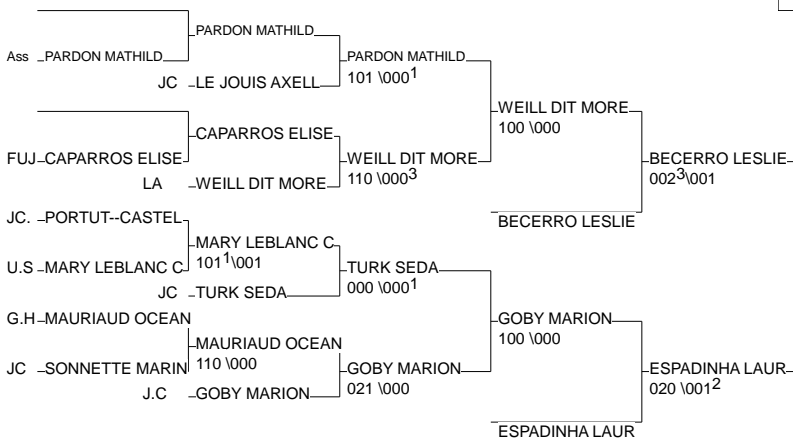 PARDON MATHILD
Ass PARDON MATHILD
PARDON MATHILD
101 \000¹
JC LE JOUIS AXELL
WEILL DIT MORE
100 \000
CAPARROS ELISE
FUJ CAPARROS ELISE
WEILL DIT MORE
110 \000³
BECERRO LESLIE
002³\001
LA WEILL DIT MORE
JC. PORTUT--CASTEL
BECERRO LESLIE
MARY LEBLANC C
101¹\001
U.S MARY LEBLANC C
TURK SEDA
000 \000¹
JC TURK SEDA
G.H MAURIAUD OCEAN
GOBY MARION
100 \000
MAURIAUD OCEAN
110 \000
JC SONNETTE MARIN
GOBY MARION
021 \000
ESPADINHA LAUR
020 \001²
J.C GOBY MARION
ESPADINHA LAUR